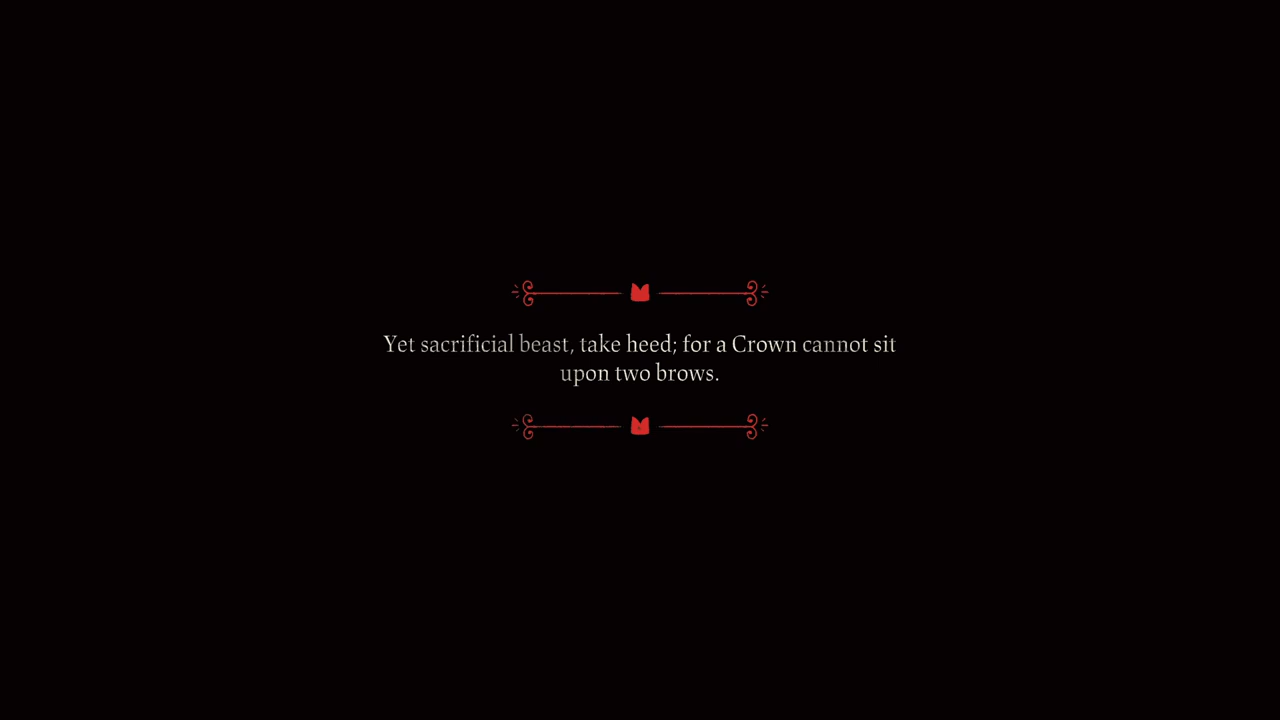 Yet sacrificial beast, take heed; for a Crown cannot sit
upon two brows.